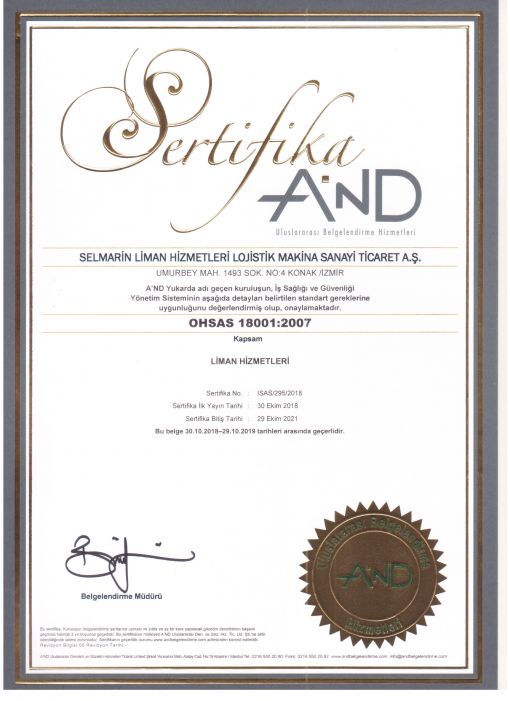 Sertifika
A'ND
Uluslararası Belgelendirme Hizmetleri
SELMARİN LİMAN HİZMETLERİ LOJİSTİK MAKİNA SANAYİ TİCARET A.Ş.
UMURBEY MAH. 1493 SOK. NO:4 KONAK /İZMİR
A'ND Yukarda adı geçen kuruluşun, İş Sağlığı ve Güvenliği
Yönetim Sisteminin aşağıda detayları belirtilen standart gereklerine
uygunluğunu değerlendirmiş olup, onaylamaktadır.
OHSAS 18001:2007
Kapsam
LİMAN HİZMETLERİ
Sertifika No. : ISAS/295/2018
Sertifika İlk Yayın Tarihi : 30 Ekim 2018
Sertifika Bitiş Tarihi : 29 Ekim 2021
Bu belge 30.10.2018–29.10.2019 tarihleri arasında geçerlidir.
Uluslararası Belgelendirme
A'ND
Hizmetleri
Belgelendirme Müdürü